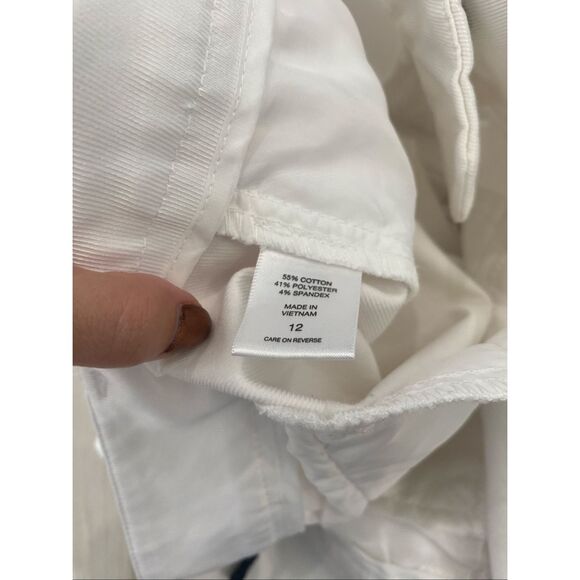 55% COTTON
41% POLYESTER
4% SPANDEX
MADE IN
VIETNAM
12
CARE ON REVERSE